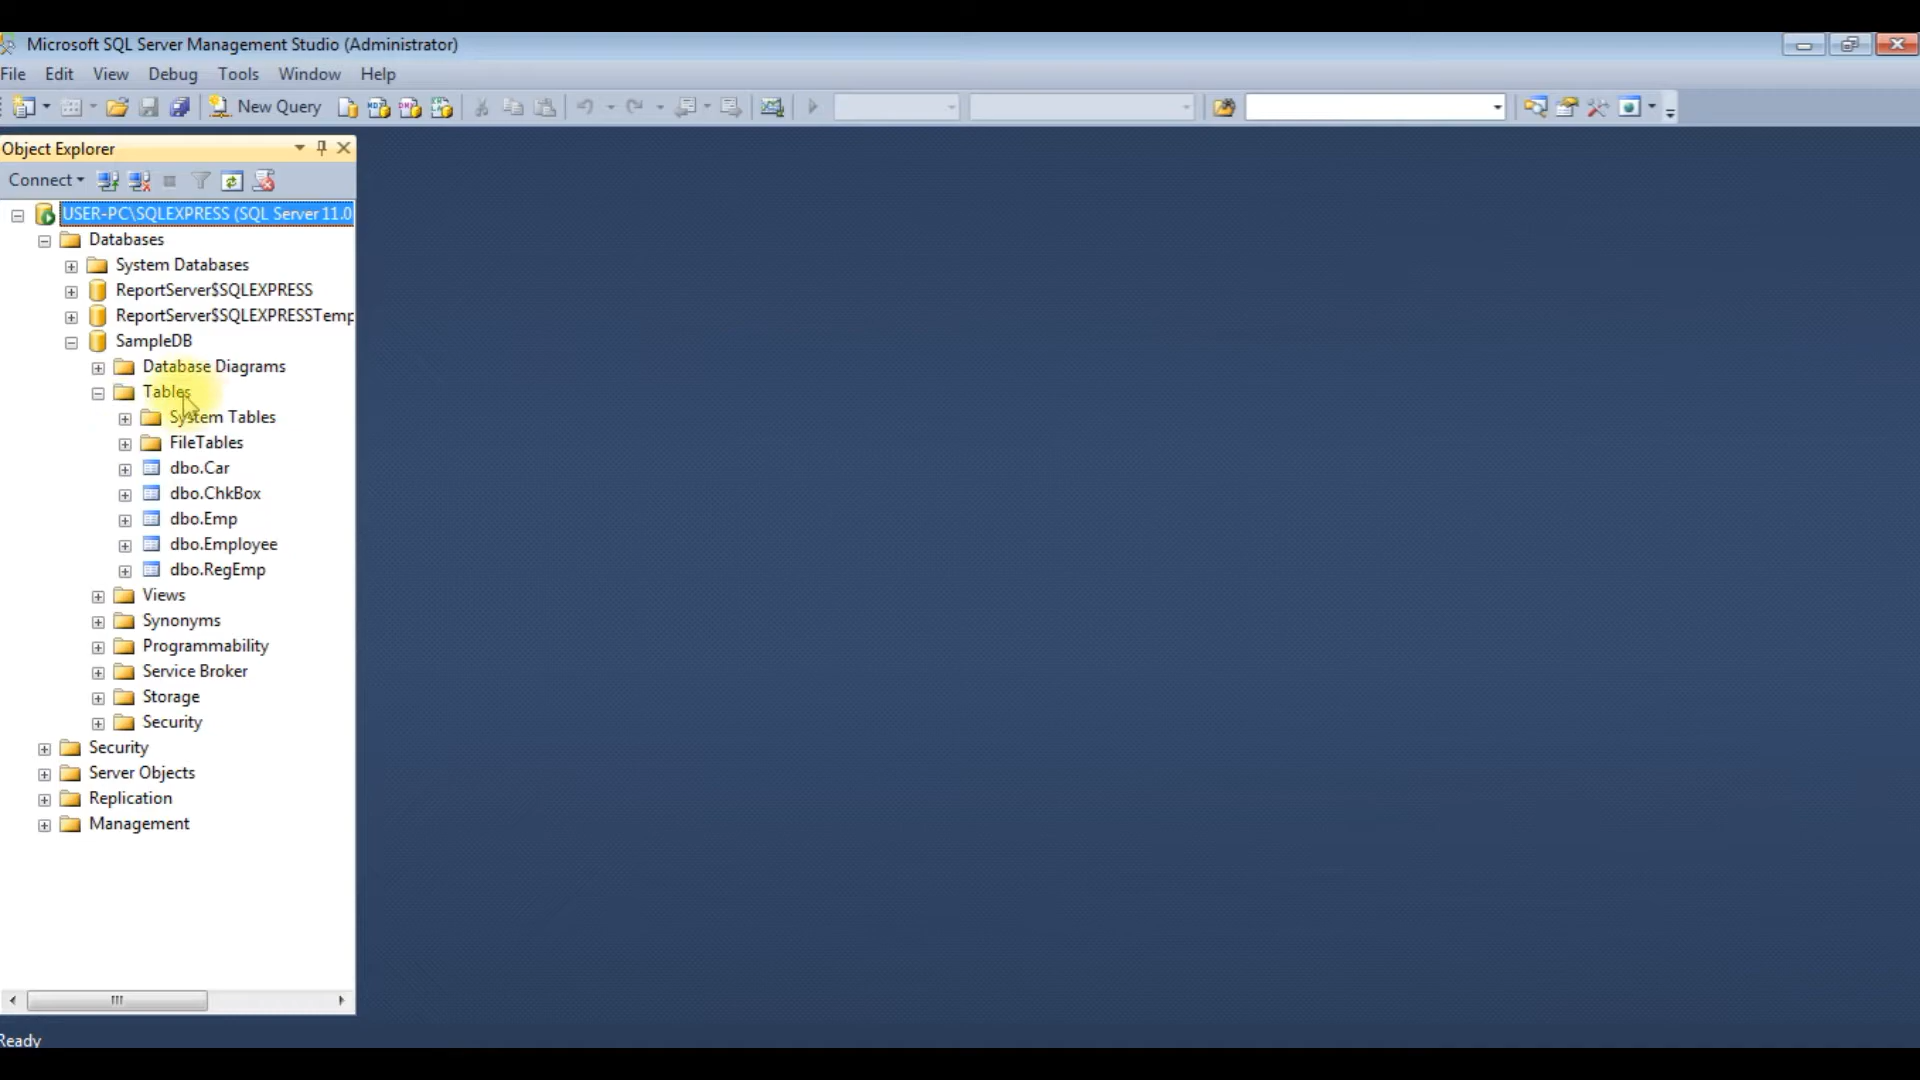 Microsoft SQL Server Management Studio (Administrator)
File Edit View Debug Tools Window Help
New Query
Object Explorer
Connect
USER-PC\SQLEXPRESS (SQL Server 11.0
Databases
System Databases
ReportServer$SQLEXPRESS
ReportServer$SQLEXPRESSTemp
SampleDB
Database Diagrams
Tables
System Tables
FileTables
dbo.Car
dbo.ChkBox
dbo.Emp
dbo.Employee
dbo.RegEmp
Views
Synonyms
Programmability
Service Broker
Storage
Security
Security
Server Objects
Replication
Management
Ready